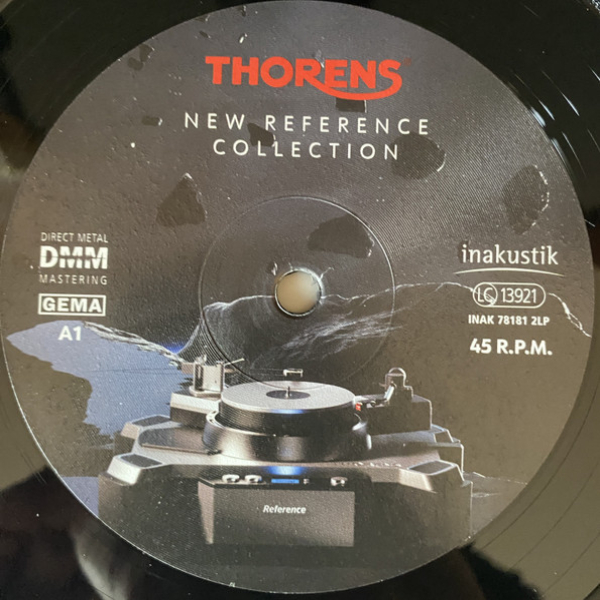 THORENS
NEW REFERENCE
COLLECTION
DIRECT METAL
DMM
MASTERING
GEMA
A1
inakustik
LC 13921
INAK 78181 2LP
45 R.P.M.
Reference